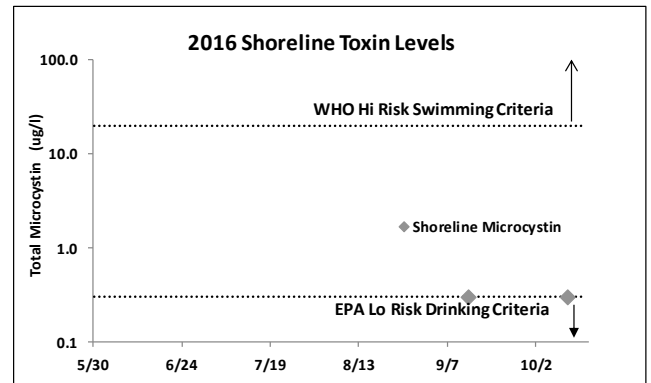 2016 Shoreline Toxin Levels
100.0
WHO Hi Risk Swimming Criteria
10.0
Total Microcystin (ug/l)
Shoreline Microcystin
1.0
EPA Lo Risk Drinking Criteria
0.1
5/30 6/24 7/19 8/13 9/7 10/2